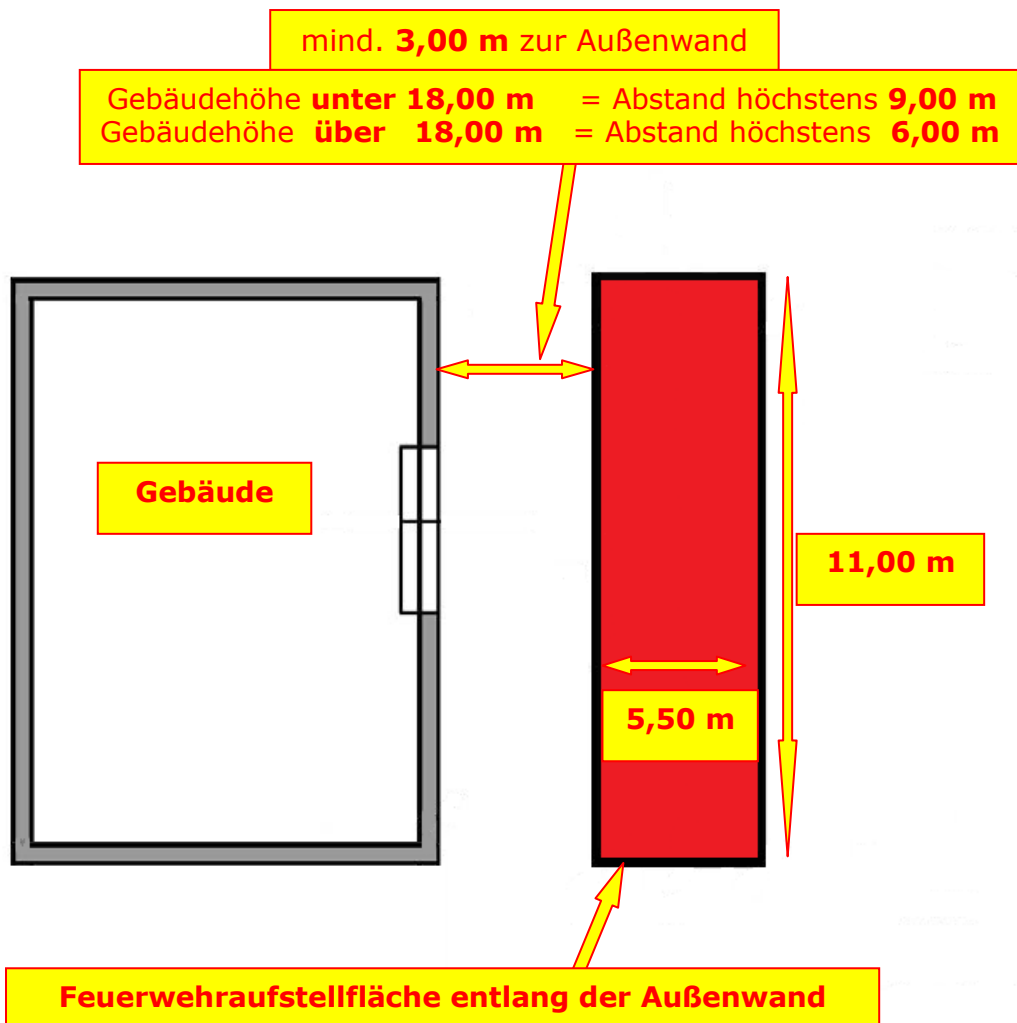 mind. 3,00 m zur Außenwand
Gebäudehöhe unter 18,00 m = Abstand höchstens 9,00 m
Gebäudehöhe über 18,00 m = Abstand höchstens 6,00 m
Gebäude
11,00 m
5,50 m
Feuerwehraufstellfläche entlang der Außenwand